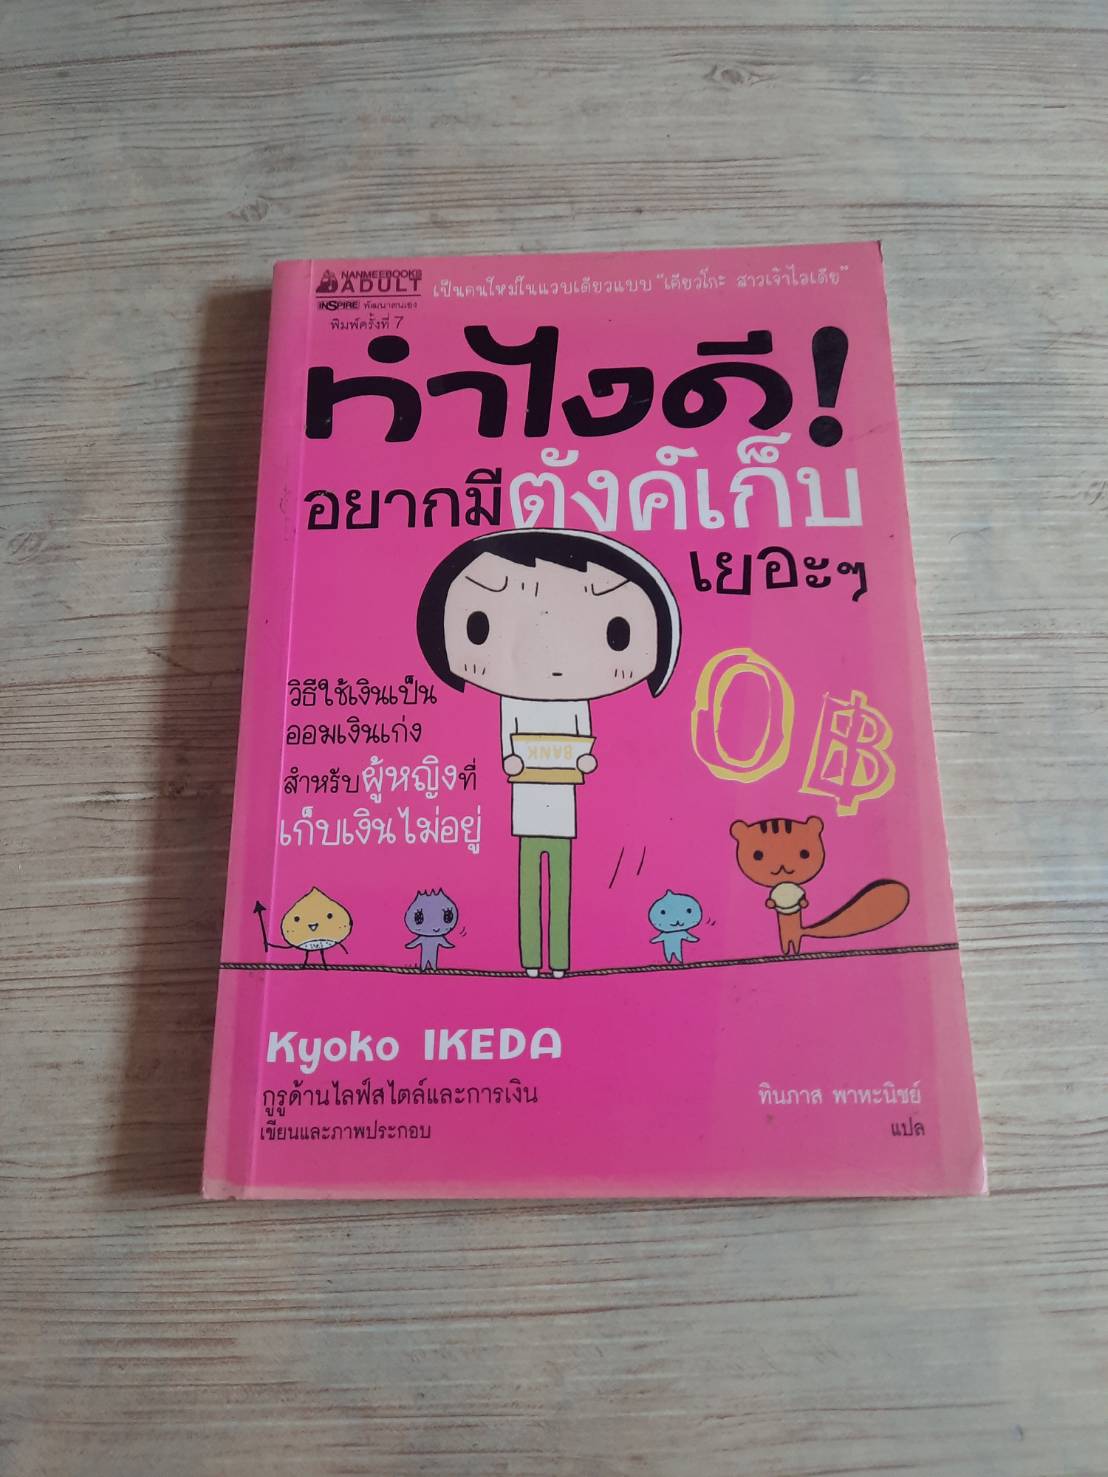 NANMEEBOOKS
ADULT
INSPIRE พัฒนาตนเอง
พิมพ์ครั้งที่ 7
เป็นคนใหม่ในแวบเดียวแบบ "เคียวโกะ สาวเจ้าไอเดีย"
ทำไงดี!
อยากมีตังค์เก็บ
เยอะๆ
BANK
0฿
วิธีใช้เงินเป็น
ออมเงินเก่ง
สำหรับผู้หญิงที่
เก็บเงินไม่อยู่
Kyoko IKEDA
กูรูด้านไลฟ์สไตล์และการเงิน
เขียนและภาพประกอบ
ทินภาส พาหะนิชย์
แปล